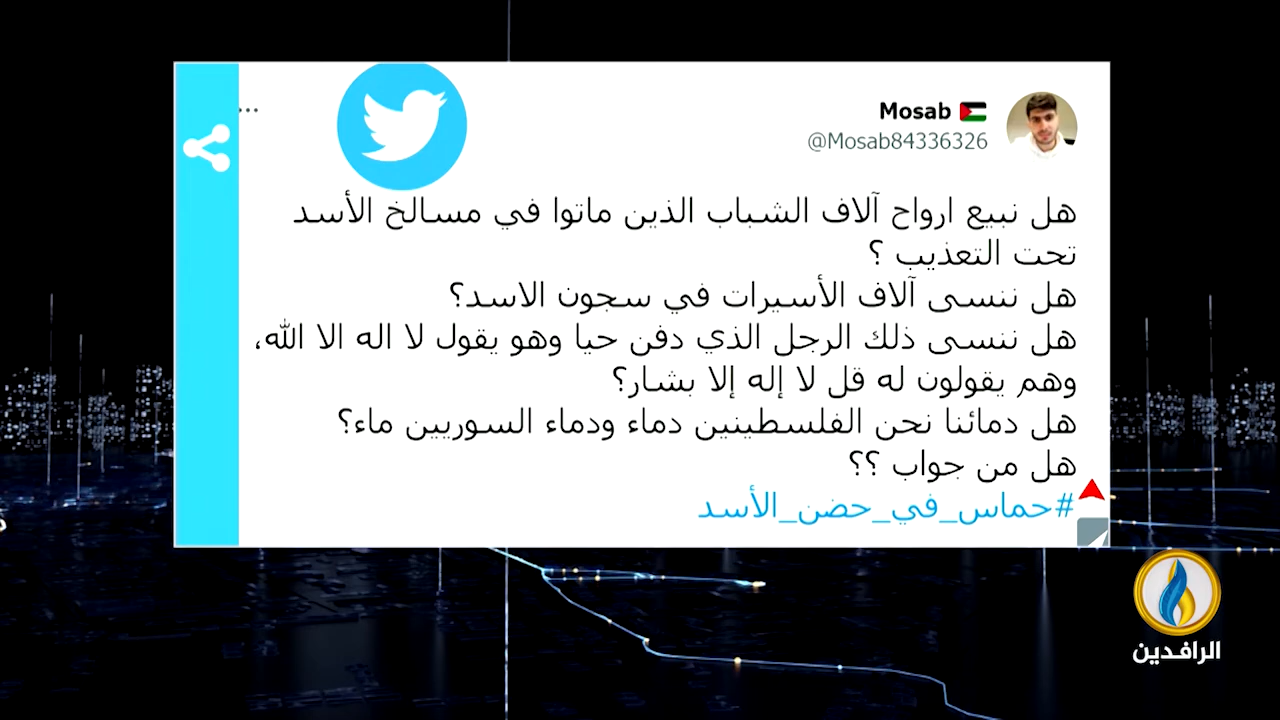 Mosab
@Mosab84336326
هل نبيع ارواح آلاف الشباب الذين ماتوا في مسالخ الأسد
تحت التعذيب ؟
هل ننسى آلاف الأسيرات في سجون الاسد؟
هل ننسى ذلك الرجل الذي دفن حيا وهو يقول لا اله الا الله،
وهم يقولون له قل لا إله إلا بشار؟
هل دمائنا نحن الفلسطينين دماء ودماء السوريين ماء؟
هل من جواب ؟؟
#حماس_في_حضن_الأسد
الرافدين